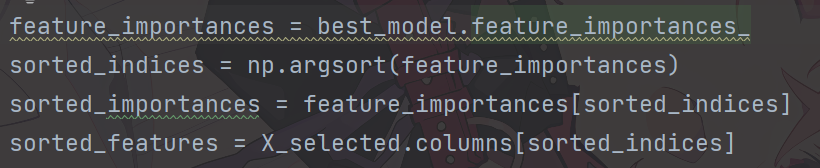 feature_importances = best_model.feature_importances_
sorted_indices = np.argsort(feature_importances)
sorted_importances = feature_importances[sorted_indices]
sorted_features = X_selected.columns[sorted_indices]